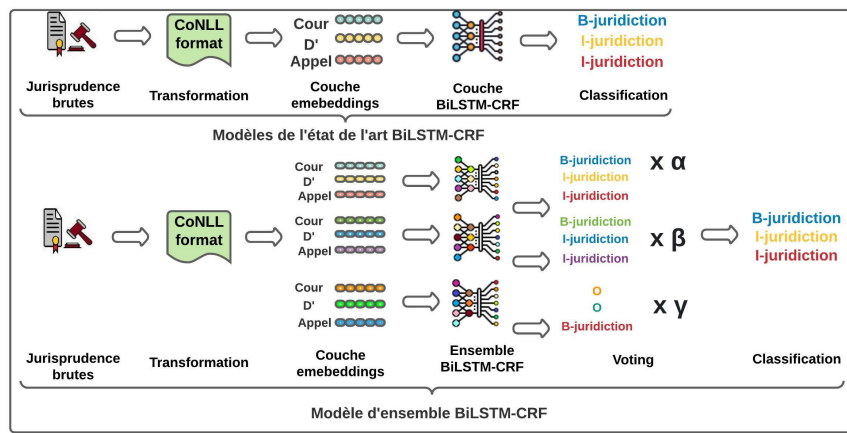 CoNLL
format
Cour
D'
Appel
B-juridiction
I-juridiction
I-juridiction
Jurisprudence
brutes
Transformation
Couche
emebeddings
Couche
BiLSTM-CRF
Classification
Modèles de l'état de l'art BiLSTM-CRF
Cour
D'
Appel
B-juridiction
I-juridiction
I-juridiction
x α
CoNLL
format
Cour
D'
Appel
B-juridiction
I-juridiction
I-juridiction
x β
B-juridiction
I-juridiction
I-juridiction
Cour
D'
Appel
O
O
B-juridiction
x γ
Jurisprudence
brutes
Transformation
Couche
emebeddings
Ensemble
BiLSTM-CRF
Voting
Classification
Modèle d'ensemble BiLSTM-CRF